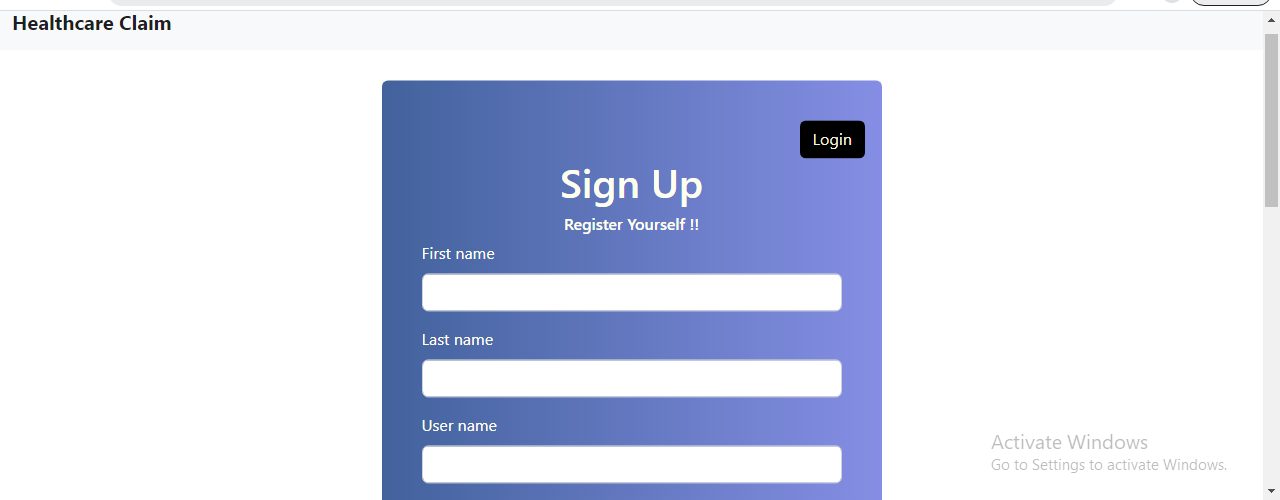 Healthcare Claim
Login
Sign Up
Register Yourself !!
First name
Last name
User name
Activate Windows
Go to Settings to activate Windows.